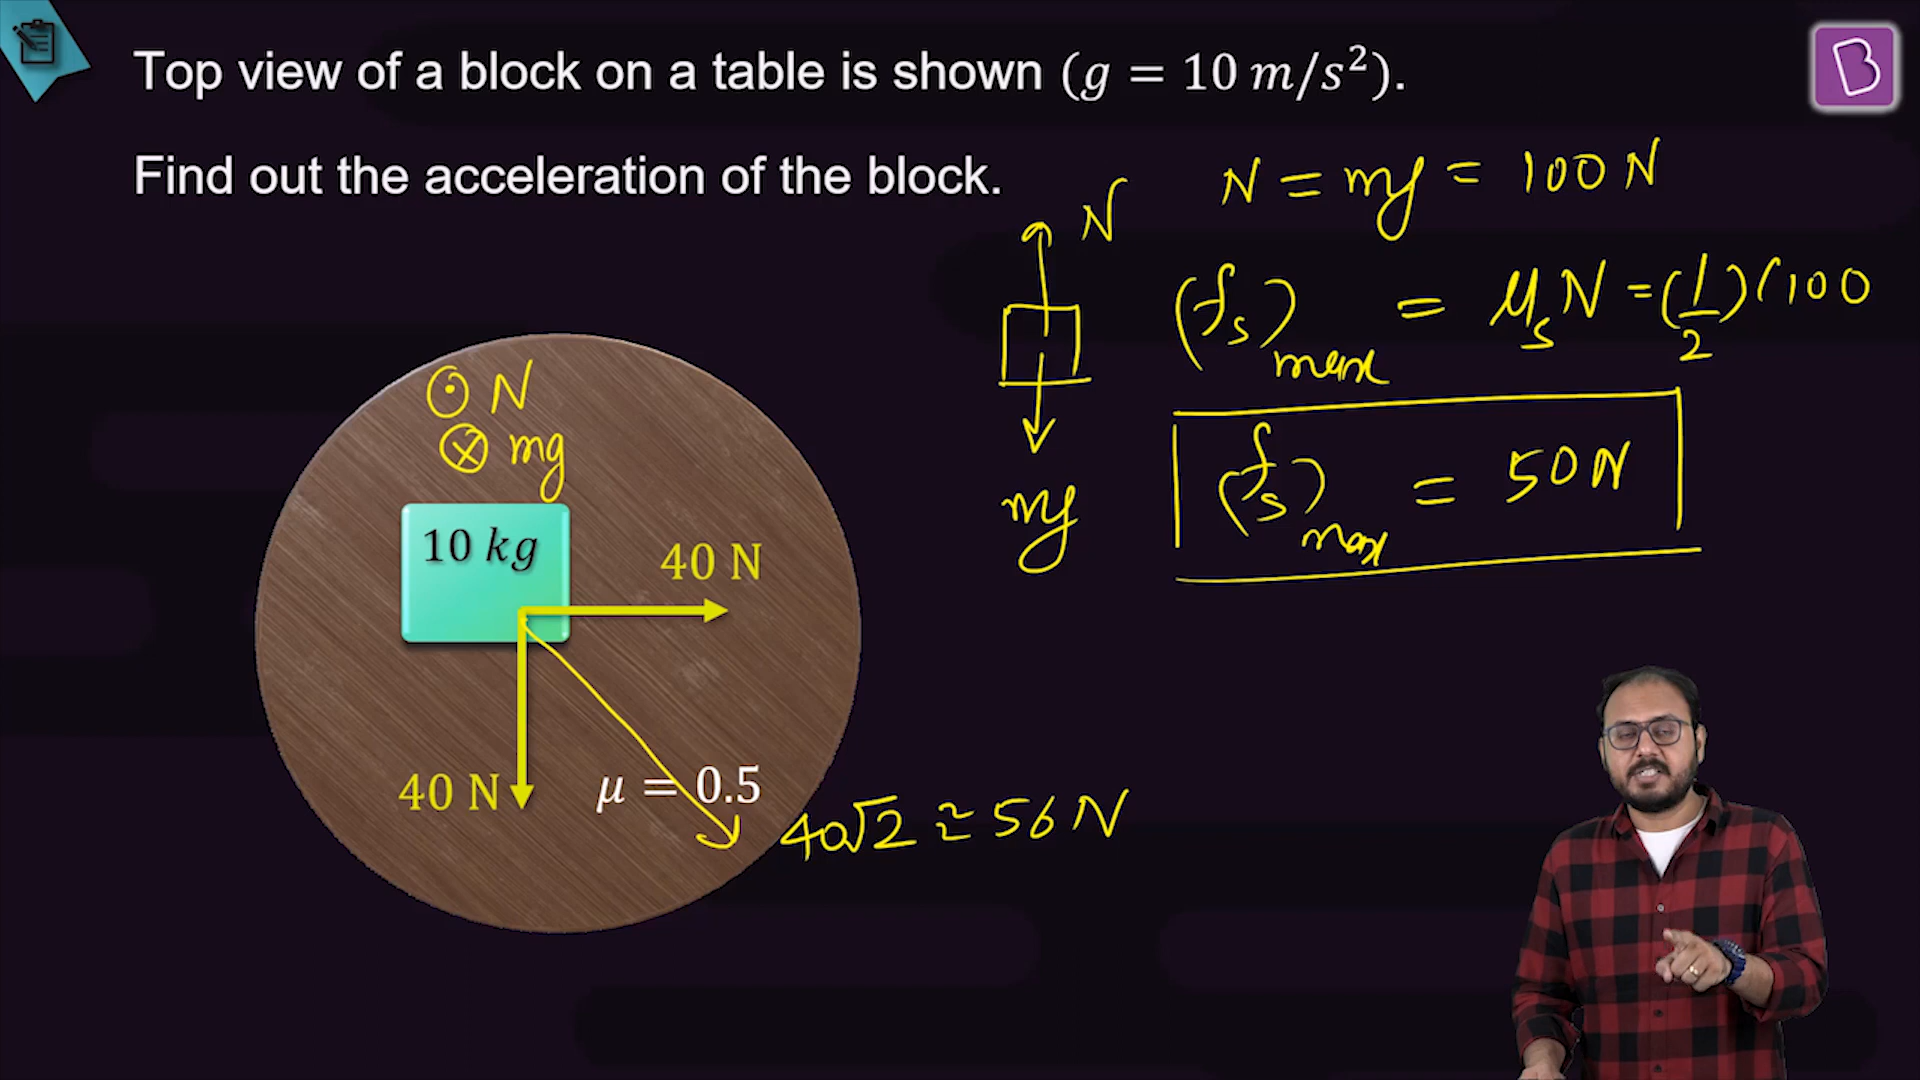 Top view of a block on a table is shown (g = 10 m/s²).
Find out the acceleration of the block.
N = mg = 100 N
N
(fs)max = μsN = (1/2)(100
mg
(fs)max = 50N
N
mg
10 kg
40 N
40 N
μ = 0.5
40√2 ≈ 56 N
B